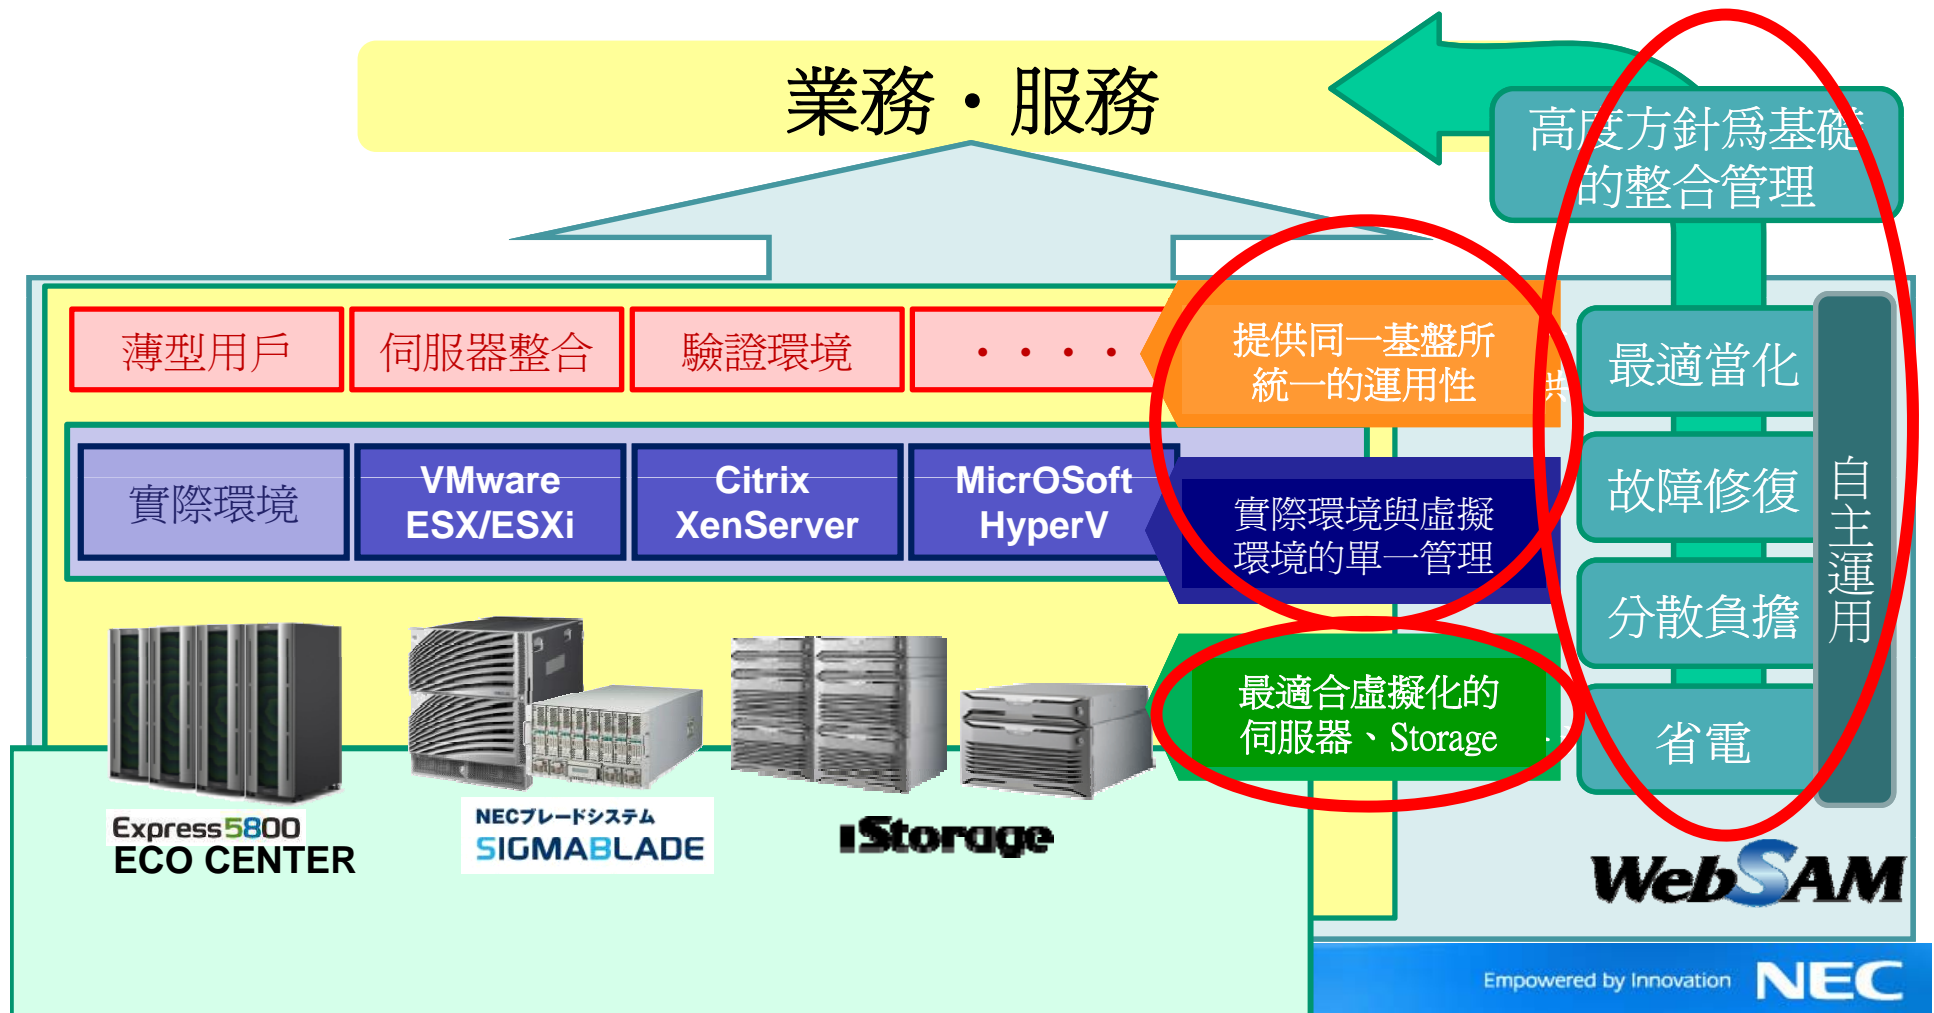 業務・服務
高度方針為基礎
的整合管理
薄型用戶
伺服器整合
驗證環境
・・・・
提供同一基盤所
統一的運用性
供
最適當化
實際環境
VMware
ESX/ESXi
Citrix
XenServer
MicrOSoft
HyperV
實際環境與虛擬
環境的單一管理
故障修復
自主運用
分散負擔
最適合虛擬化的
伺服器、Storage
省電
Express5800
ECO CENTER
NECブレードシステム
SIGMABLADE
iStorage
WebSAM
Empowered by Innovation NEC